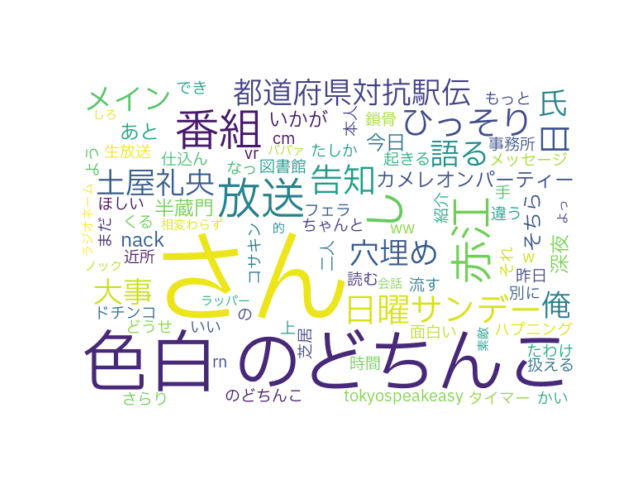 メイン
でき
都道府県対抗駅伝
もっと
しろ
あと
番組
いかが
本人
鎖骨
ひっそり
氏
日
生放送
cm
ババァ
今日
事務所
よう
仕込ん
vr
なっ
図書館
たしか
語る
起きる
メッセージ
土屋礼央
放送
告知
し
カメレオンパーティー
ラジオネーム
まだ
ほしい
くる
半蔵門
フェラ
手
違う
そちら
よっ
相変わらず
的
ちゃんと
紹介
ww
nack
近所
コサキン
二人
穴埋め
赤江
それ
w
深夜
ノック
さん
読む
会話
流す
昨日
別に
大事
ラッパー
の
日曜サンデー
俺
ドチンコ
どうせ
いい
上
芝居
面白い
素敵
ハプニング
色白
のどちんこ
rn
時間
たわけ
扱える
さらり
のどちんこ
tokyospeakeasy
タイマー
かい